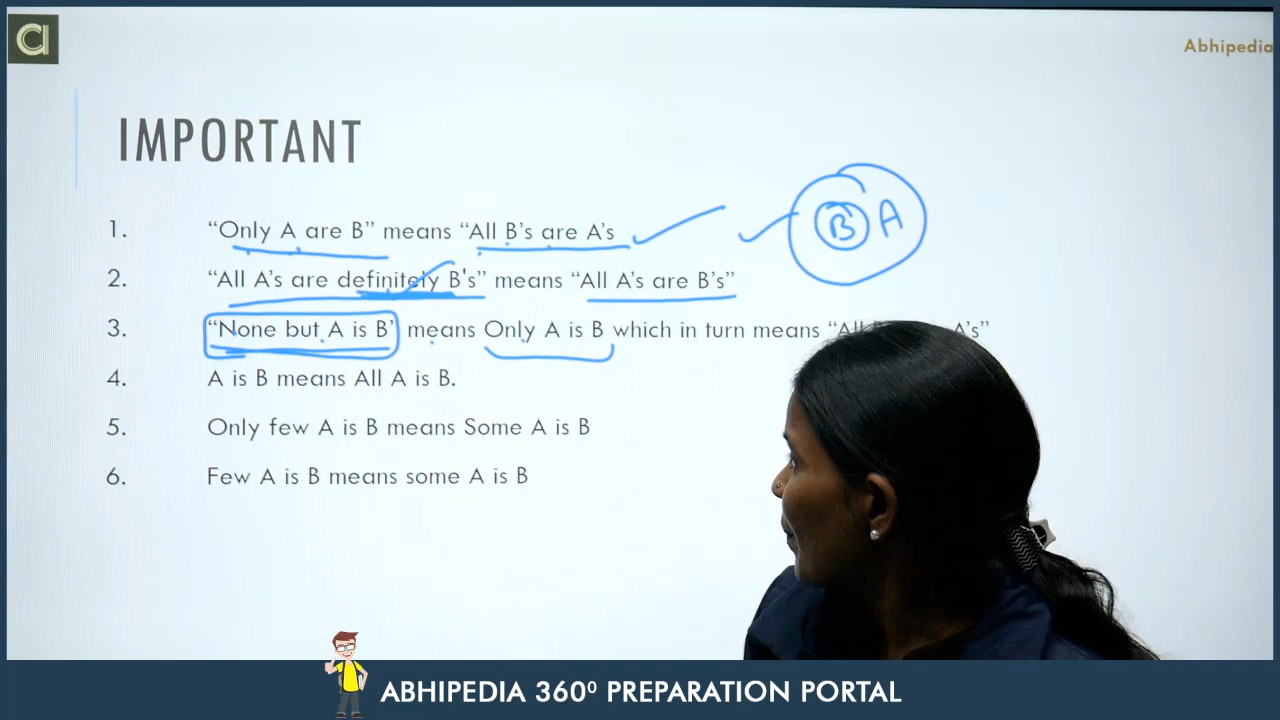 Abhipedia
IMPORTANT
1. "Only A are B" means "All B's are A's
B A
2. "All A's are definitely B's" means "All A's are B's"
3. "None but A is B' means Only A is B which in turn means "All A's"
4. A is B means All A is B.
5. Only few A is B means Some A is B
6. Few A is B means some A is B
ABHIPEDIA 360⁰ PREPARATION PORTAL